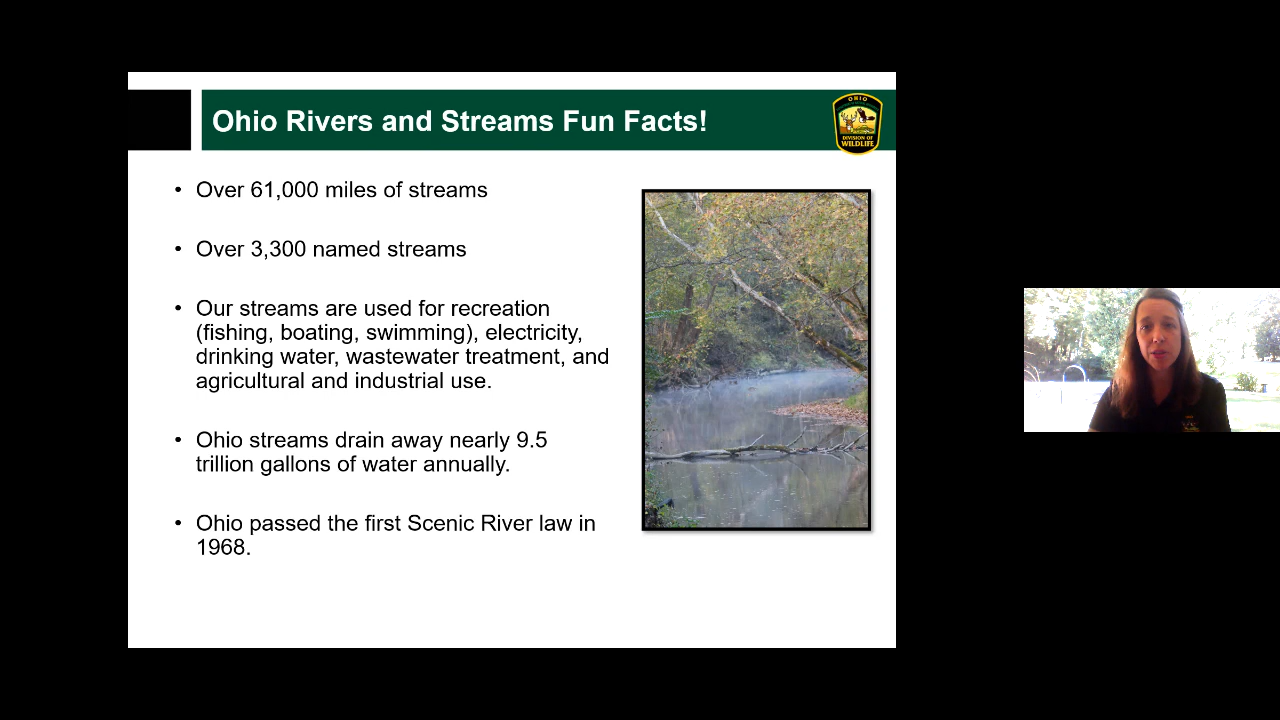 Ohio Rivers and Streams Fun Facts!
OHIO
DIVISION OF
WILDLIFE
• Over 61,000 miles of streams
• Over 3,300 named streams
• Our streams are used for recreation
(fishing, boating, swimming), electricity,
drinking water, wastewater treatment, and
agricultural and industrial use.
• Ohio streams drain away nearly 9.5
trillion gallons of water annually.
• Ohio passed the first Scenic River law in
1968.